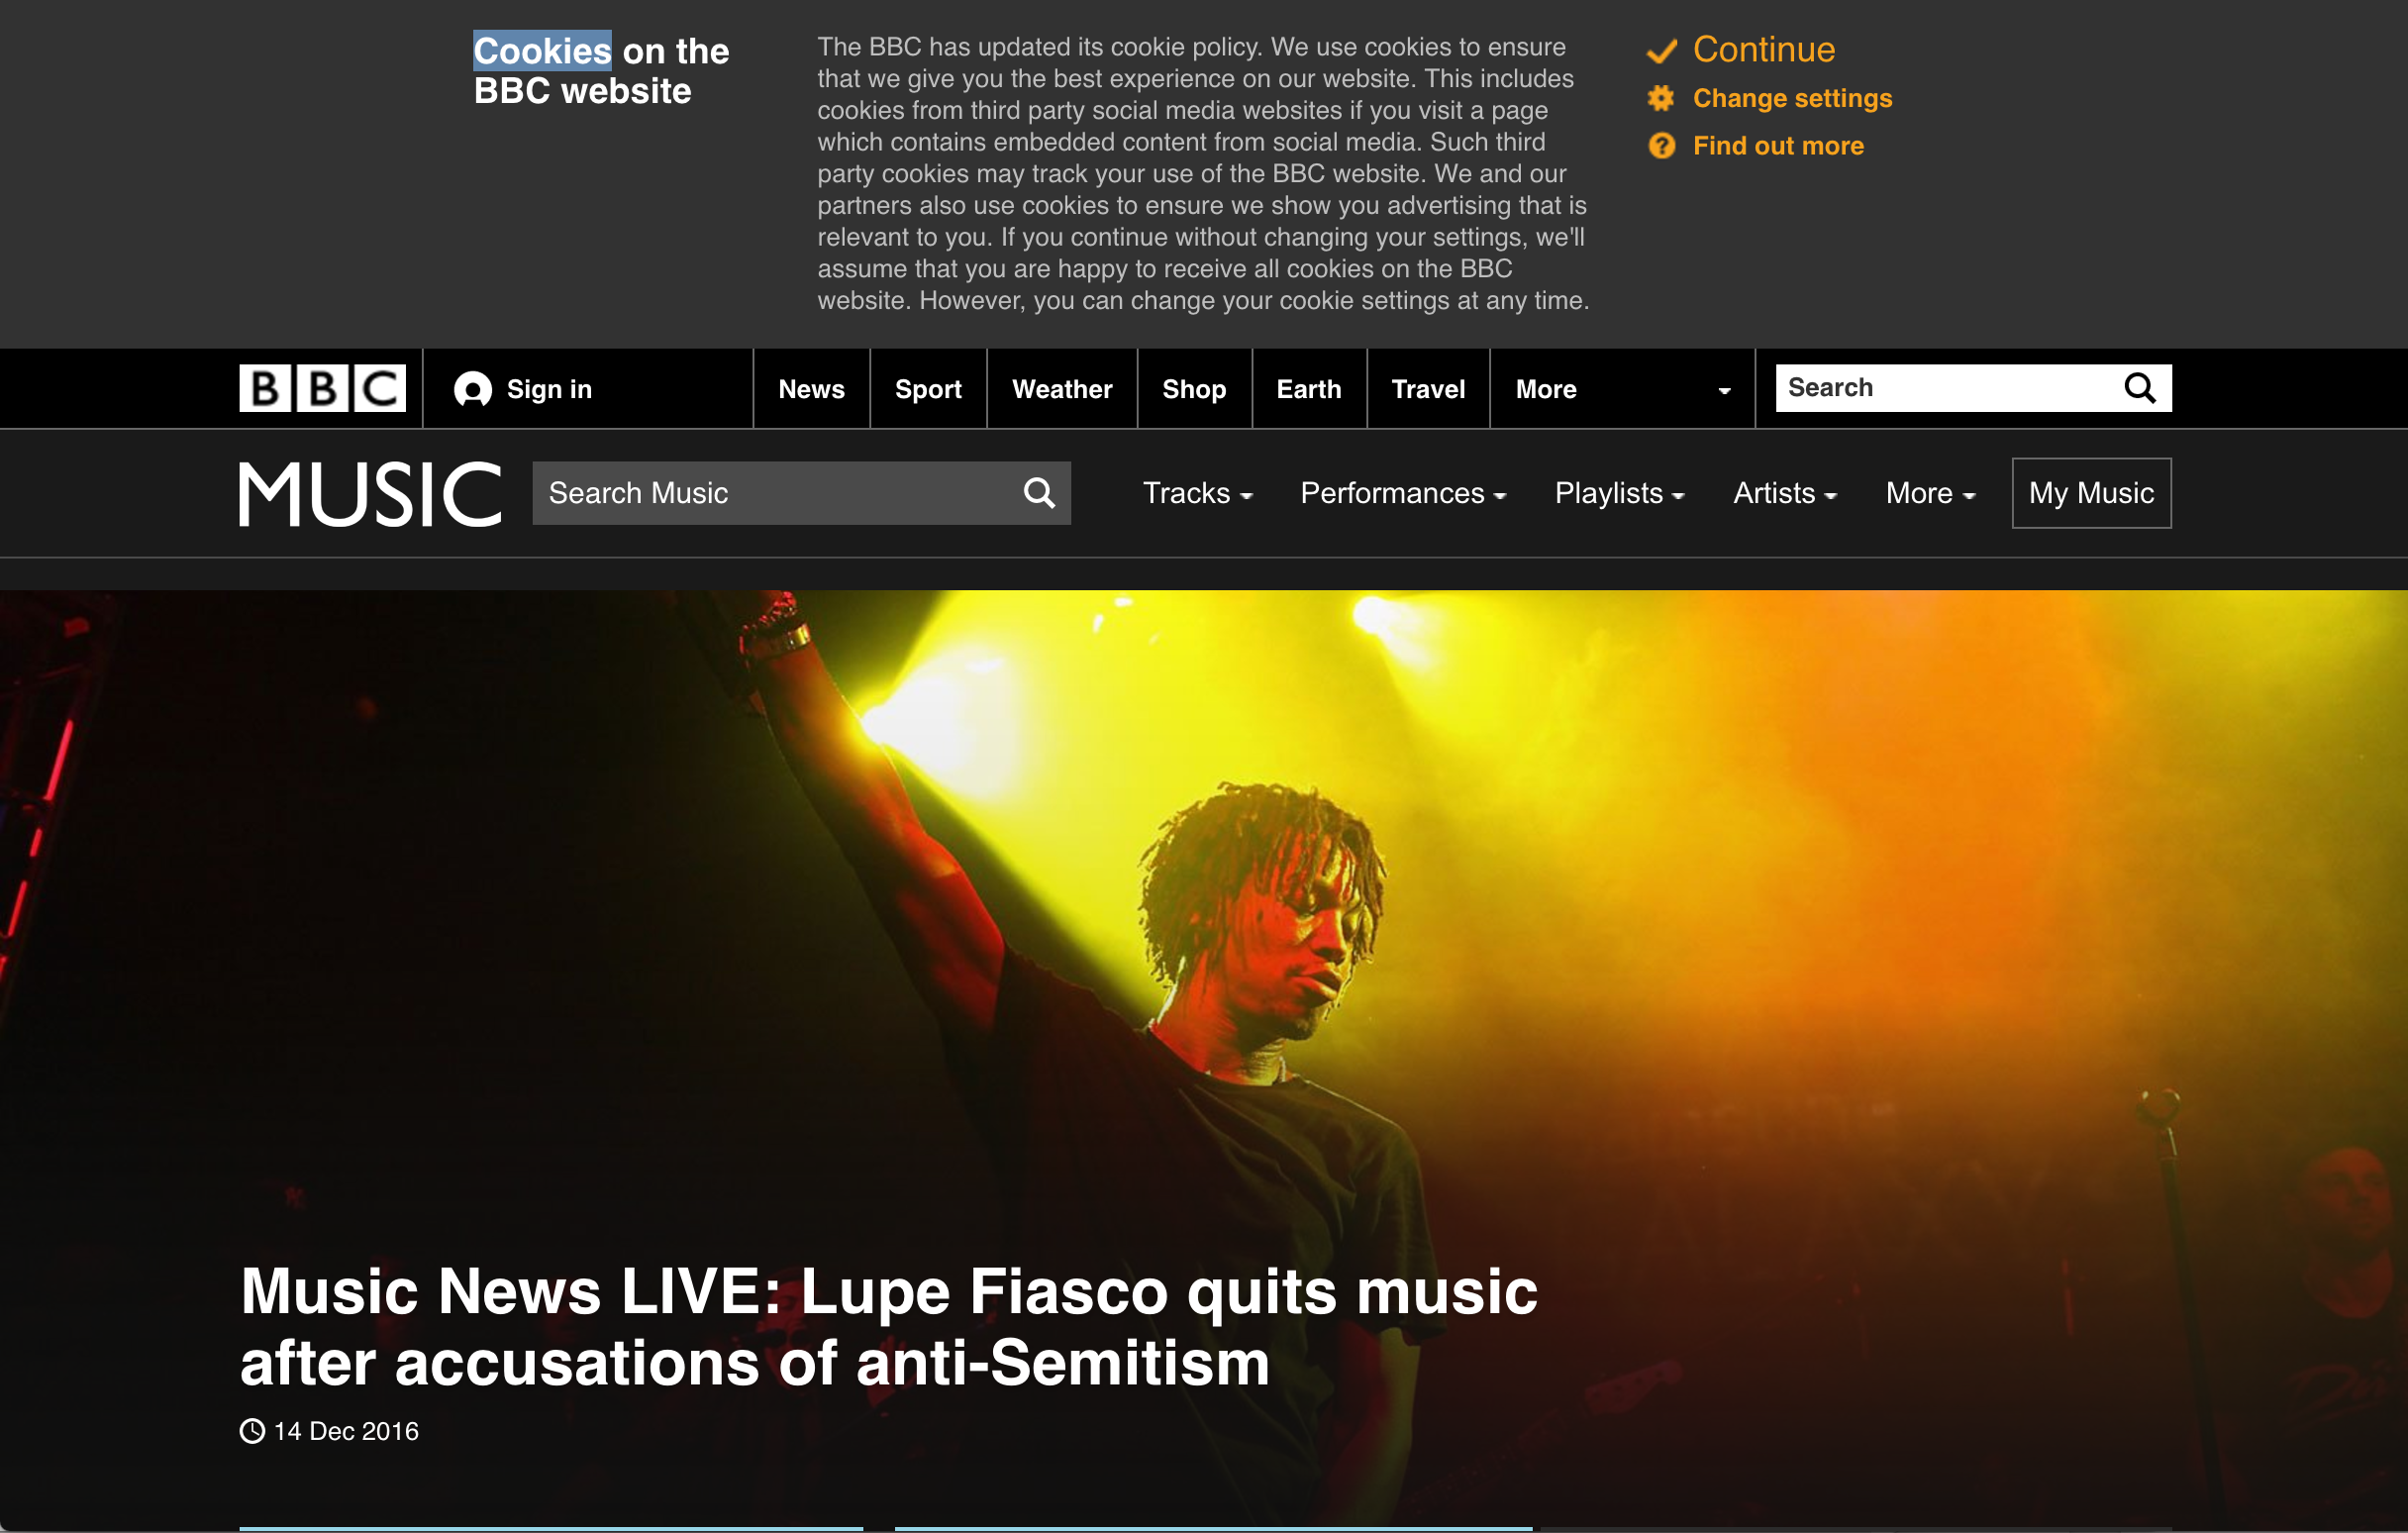 Cookies on the
BBC website
The BBC has updated its cookie policy. We use cookies to ensure
that we give you the best experience on our website. This includes
cookies from third party social media websites if you visit a page
which contains embedded content from social media. Such third
party cookies may track your use of the BBC website. We and our
partners also use cookies to ensure we show you advertising that is
relevant to you. If you continue without changing your settings, we'll
assume that you are happy to receive all cookies on the BBC
website. However, you can change your cookie settings at any time.
Continue
Change settings
Find out more
BBC Sign in News Sport Weather Shop Earth Travel More Search
MUSIC Search Music Tracks Performances Playlists Artists More My Music
Music News LIVE: Lupe Fiasco quits music
after accusations of anti-Semitism
14 Dec 2016